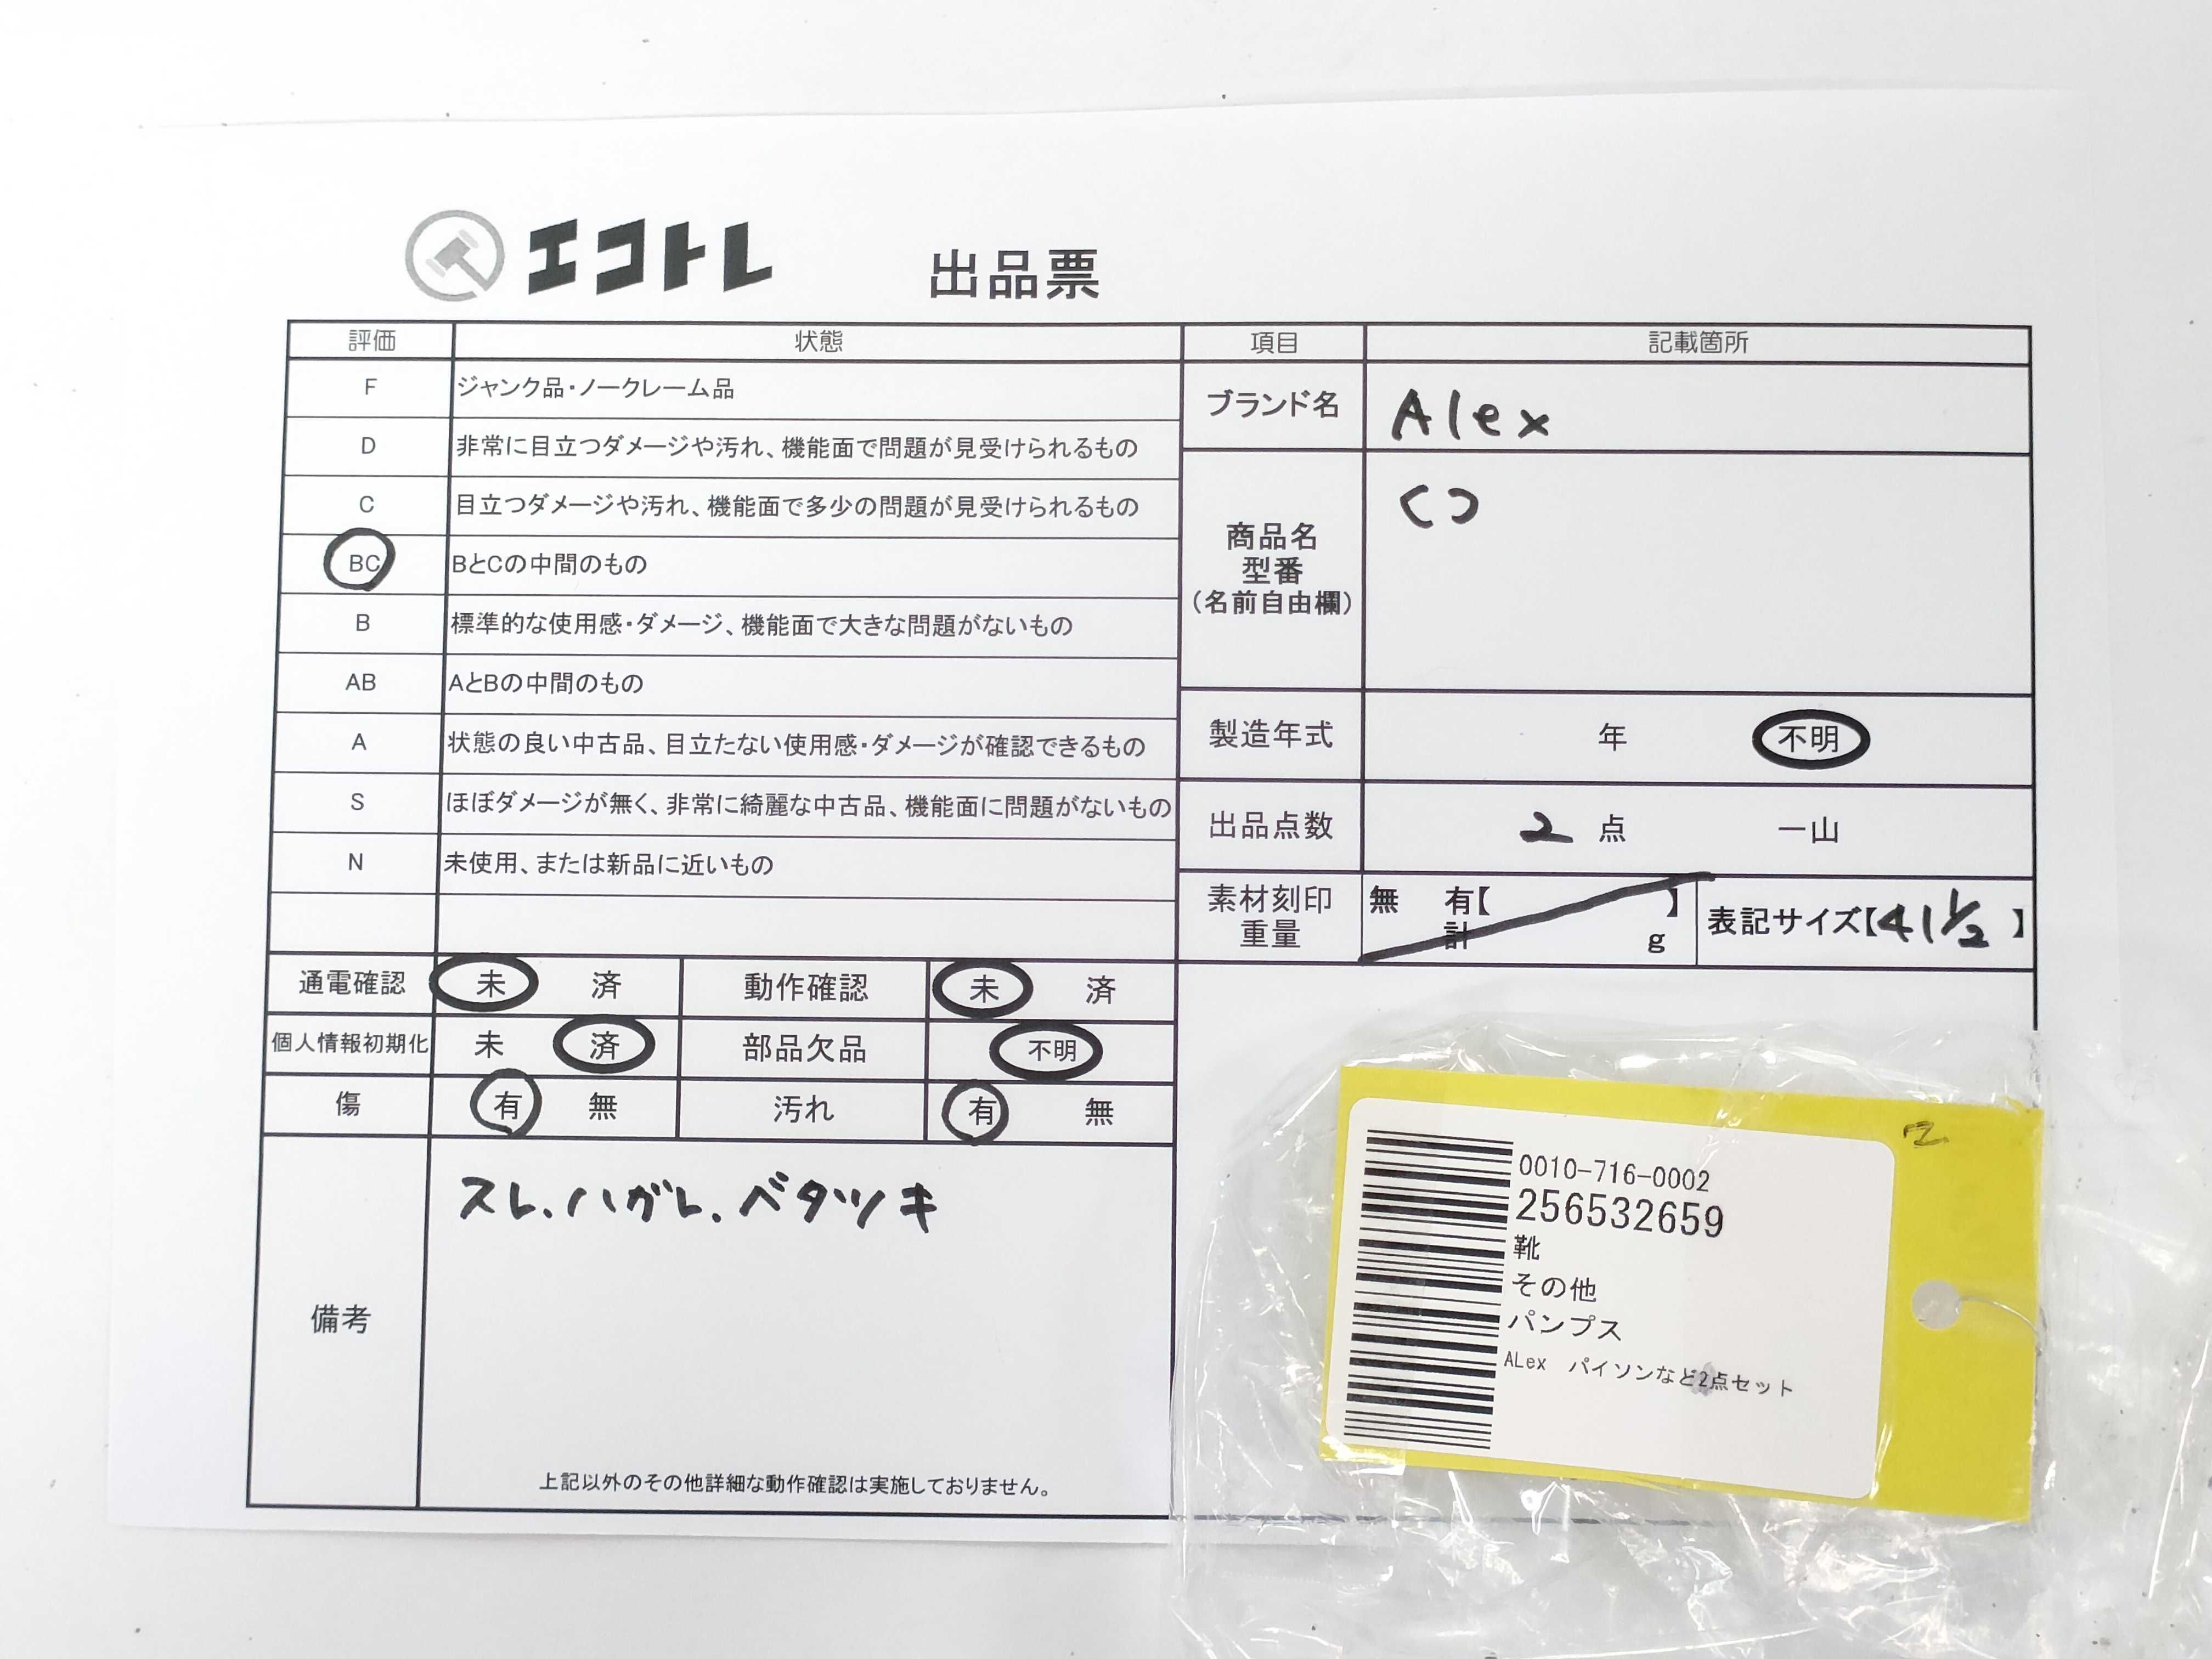 エコトレ 出品票
評価 状態
F ジャンク品・ノークレーム品
D 非常に目立つダメージや汚れ、機能面で問題が見受けられるもの
C 目立つダメージや汚れ、機能面で多少の問題が見受けられるもの
BC BとCの中間のもの
B 標準的な使用感・ダメージ、機能面で大きな問題がないもの
AB AとBの中間のもの
A 状態の良い中古品、目立たない使用感・ダメージが確認できるもの
S ほぼダメージが無く、非常に綺麗な中古品、機能面に問題がないもの
N 未使用、または新品に近いもの
通電確認 未 済 動作確認 未 済
個人情報初期化 未 済 部品欠品 不明
傷 有 無 汚れ 有 無
備考
スレ、ハガレ、ベタツキ
上記以外のその他詳細な動作確認は実施しておりません。
項目 記載箇所
ブランド名 Alex
商品名
型番
(名前自由欄)
くつ
製造年式 年 不明
出品点数 2 点 一山
素材刻印
重量
無 有【 】
計 g
表記サイズ【41 1/2】
2
0010-716-0002
256532659
靴
その他
パンプス
ALex パイソンなど2点セット